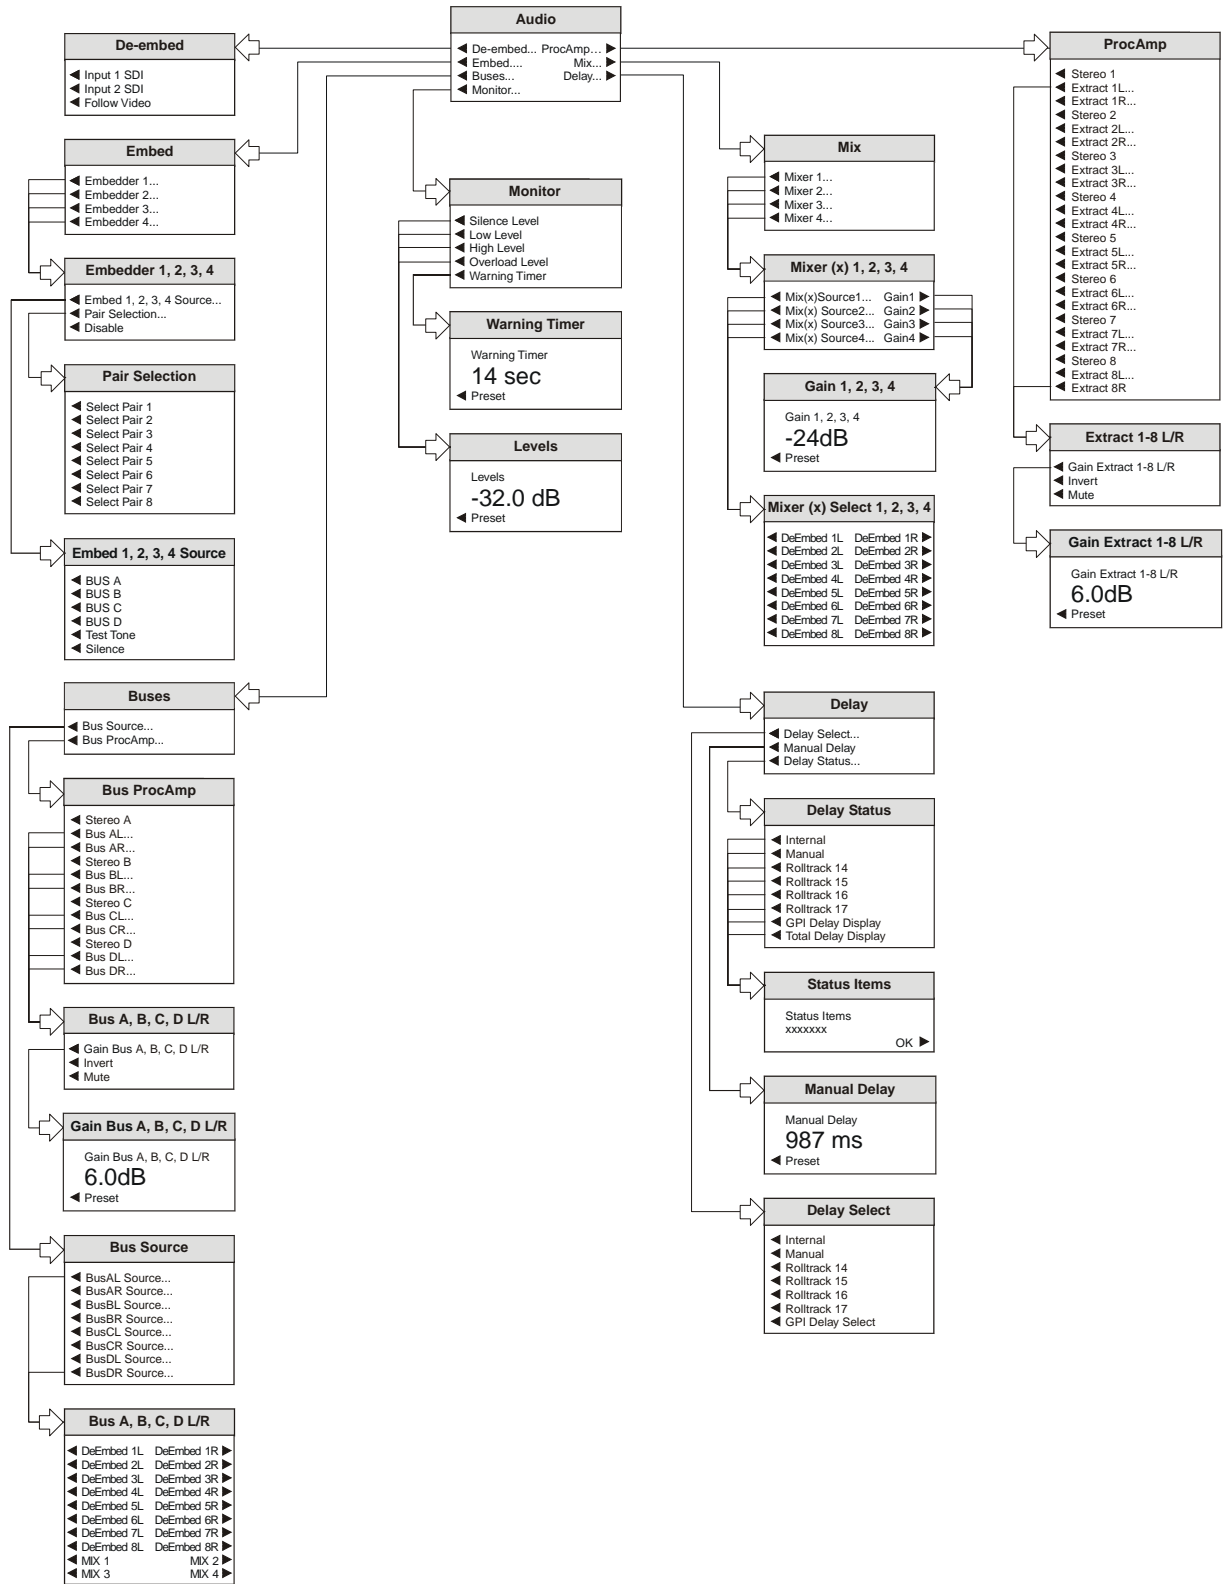 Audio
De-embed... ProcAmp...
Embed.... Mix...
Buses... Delay...
Monitor...
De-embed
Input 1 SDI
Input 2 SDI
Follow Video
Embed
Embedder 1...
Embedder 2...
Embedder 3...
Embedder 4...
Embedder 1, 2, 3, 4
Embed 1, 2, 3, 4 Source...
Pair Selection...
Disable
Pair Selection
Select Pair 1
Select Pair 2
Select Pair 3
Select Pair 4
Select Pair 5
Select Pair 6
Select Pair 7
Select Pair 8
Embed 1, 2, 3, 4 Source
BUS A
BUS B
BUS C
BUS D
Test Tone
Silence
Buses
Bus Source...
Bus ProcAmp...
Bus ProcAmp
Stereo A
Bus AL...
Bus AR...
Stereo B
Bus BL...
Bus BR...
Stereo C
Bus CL...
Bus CR...
Stereo D
Bus DL...
Bus DR...
Bus A, B, C, D L/R
Gain Bus A, B, C, D L/R
Invert
Mute
Gain Bus A, B, C, D L/R
Gain Bus A, B, C, D L/R
6.0dB
Preset
Bus Source
BusAL Source...
BusAR Source...
BusBL Source...
BusBR Source...
BusCL Source...
BusCR Source...
BusDL Source...
BusDR Source...
Bus A, B, C, D L/R
DeEmbed 1L DeEmbed 1R
DeEmbed 2L DeEmbed 2R
DeEmbed 3L DeEmbed 3R
DeEmbed 4L DeEmbed 4R
DeEmbed 5L DeEmbed 5R
DeEmbed 6L DeEmbed 6R
DeEmbed 7L DeEmbed 7R
DeEmbed 8L DeEmbed 8R
MIX 1 MIX 2
MIX 3 MIX 4
Monitor
Silence Level
Low Level
High Level
Overload Level
Warning Timer
Warning Timer
Warning Timer
14 sec
Preset
Levels
Levels
-32.0 dB
Preset
Mix
Mixer 1...
Mixer 2...
Mixer 3...
Mixer 4...
Mixer (x) 1, 2, 3, 4
Mix(x)Source1... Gain1
Mix(x) Source2... Gain2
Mix(x) Source3... Gain3
Mix(x) Source4... Gain4
Gain 1, 2, 3, 4
Gain 1, 2, 3, 4
-24dB
Preset
Mixer (x) Select 1, 2, 3, 4
DeEmbed 1L DeEmbed 1R
DeEmbed 2L DeEmbed 2R
DeEmbed 3L DeEmbed 3R
DeEmbed 4L DeEmbed 4R
DeEmbed 5L DeEmbed 5R
DeEmbed 6L DeEmbed 6R
DeEmbed 7L DeEmbed 7R
DeEmbed 8L DeEmbed 8R
Delay
Delay Select...
Manual Delay
Delay Status...
Delay Status
Internal
Manual
Rolltrack 14
Rolltrack 15
Rolltrack 16
Rolltrack 17
GPI Delay Display
Total Delay Display
Status Items
Status Items
xxxxxxx
OK
Manual Delay
Manual Delay
987 ms
Preset
Delay Select
Internal
Manual
Rolltrack 14
Rolltrack 15
Rolltrack 16
Rolltrack 17
GPI Delay Select
ProcAmp
Stereo 1
Extract 1L...
Extract 1R...
Stereo 2
Extract 2L...
Extract 2R...
Stereo 3
Extract 3L...
Extract 3R...
Stereo 4
Extract 4L...
Extract 4R...
Stereo 5
Extract 5L...
Extract 5R...
Stereo 6
Extract 6L...
Extract 6R...
Stereo 7
Extract 7L...
Extract 7R...
Stereo 8
Extract 8L...
Extract 8R
Extract 1-8 L/R
Gain Extract 1-8 L/R
Invert
Mute
Gain Extract 1-8 L/R
Gain Extract 1-8 L/R
6.0dB
Preset